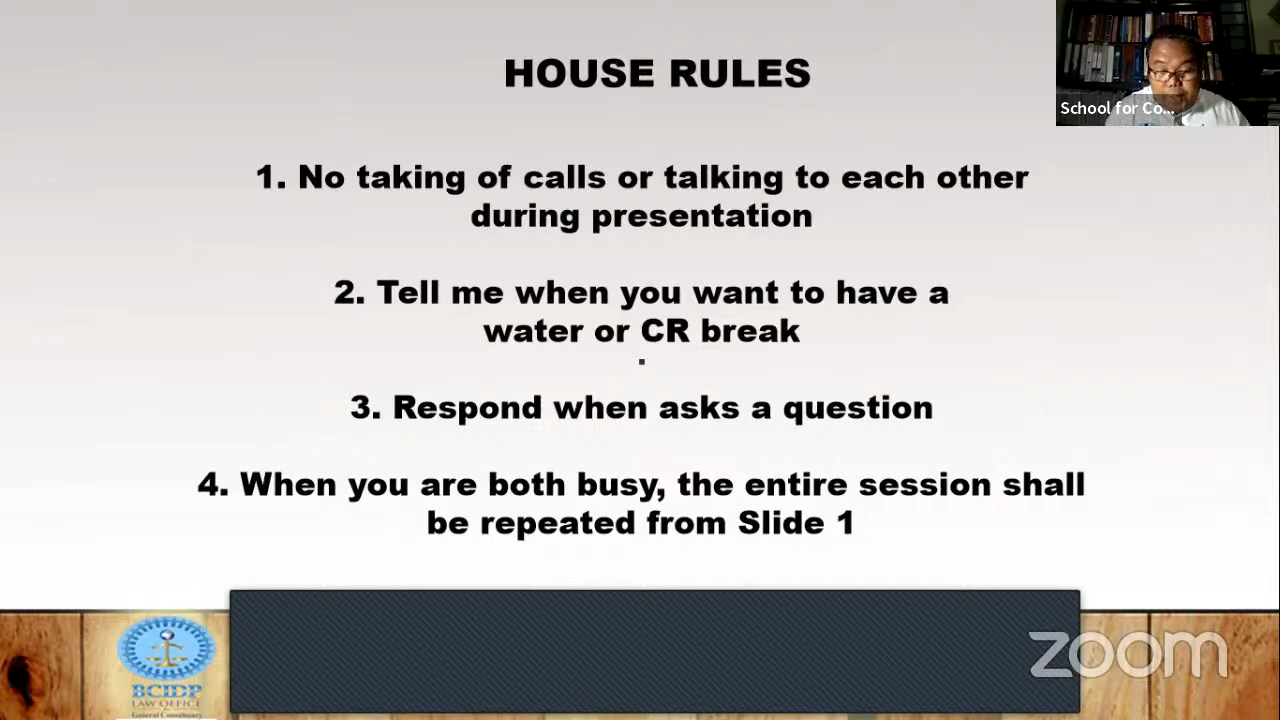 HOUSE RULES
School for Co...
1. No taking of calls or talking to each other
during presentation
2. Tell me when you want to have a
water or CR break
.
3. Respond when asks a question
4. When you are both busy, the entire session shall
be repeated from Slide 1
zoom
BCIDP
LAW OFFICE
General Consultancy